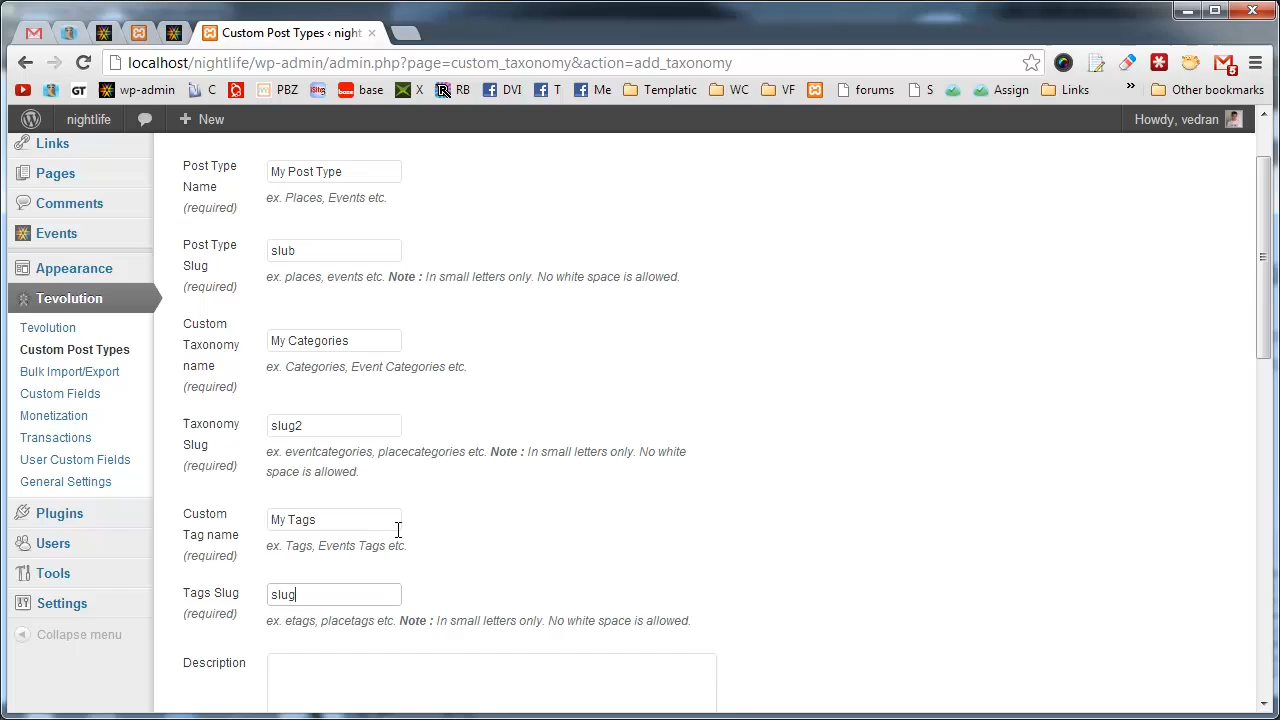 Custom Post Types ‹ night
localhost/nightlife/wp-admin/admin.php?page=custom_taxonomy&action=add_taxonomy
5
GT wp-admin C PBZ iSltg base base X RB DVI T Me Templatic WC VF forums S Assign Links » Other bookmarks
nightlife + New Howdy, vedran
Links
Pages
Comments
Events
Appearance
Tevolution
Tevolution
Custom Post Types
Bulk Import/Export
Custom Fields
Monetization
Transactions
User Custom Fields
General Settings
Plugins
Users
Tools
Settings
Collapse menu
Post Type
Name
(required)
My Post Type
ex. Places, Events etc.
Post Type
Slug
(required)
slub
ex. places, events etc. Note : In small letters only. No white space is allowed.
Custom
Taxonomy
name
(required)
My Categories
ex. Categories, Event Categories etc.
Taxonomy
Slug
(required)
slug2
ex. eventcategories, placecategories etc. Note : In small letters only. No white
space is allowed.
Custom
Tag name
(required)
My Tags
ex. Tags, Events Tags etc.
Tags Slug
(required)
slug
ex. etags, placetags etc. Note : In small letters only. No white space is allowed.
Description